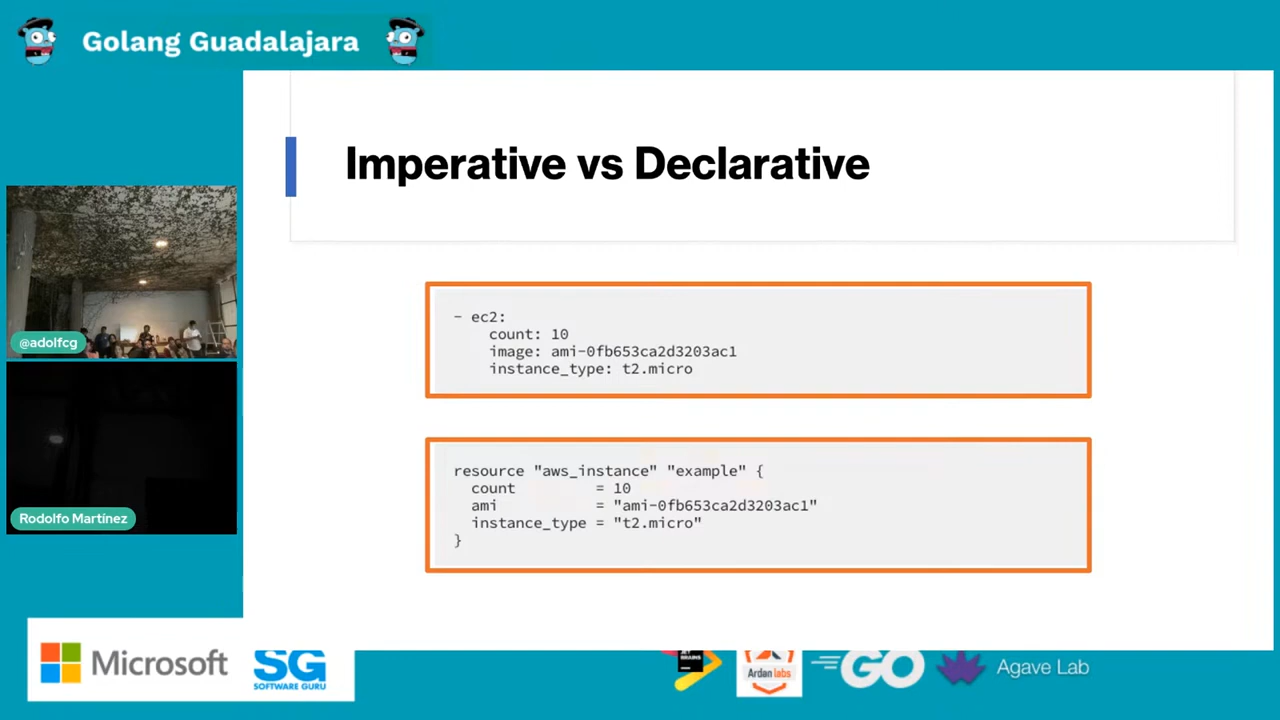 Golang Guadalajara
Imperative vs Declarative
- ec2:
count: 10
image: ami-0fb653ca2d3203ac1
instance_type: t2.micro
resource "aws_instance" "example" {
count = 10
ami = "ami-0fb653ca2d3203ac1"
instance_type = "t2.micro"
}
@adolfcg
Rodolfo Martínez
Microsoft
SG
SOFTWARE GURU
BRAINS
Ardan labs
GO
Agave Lab